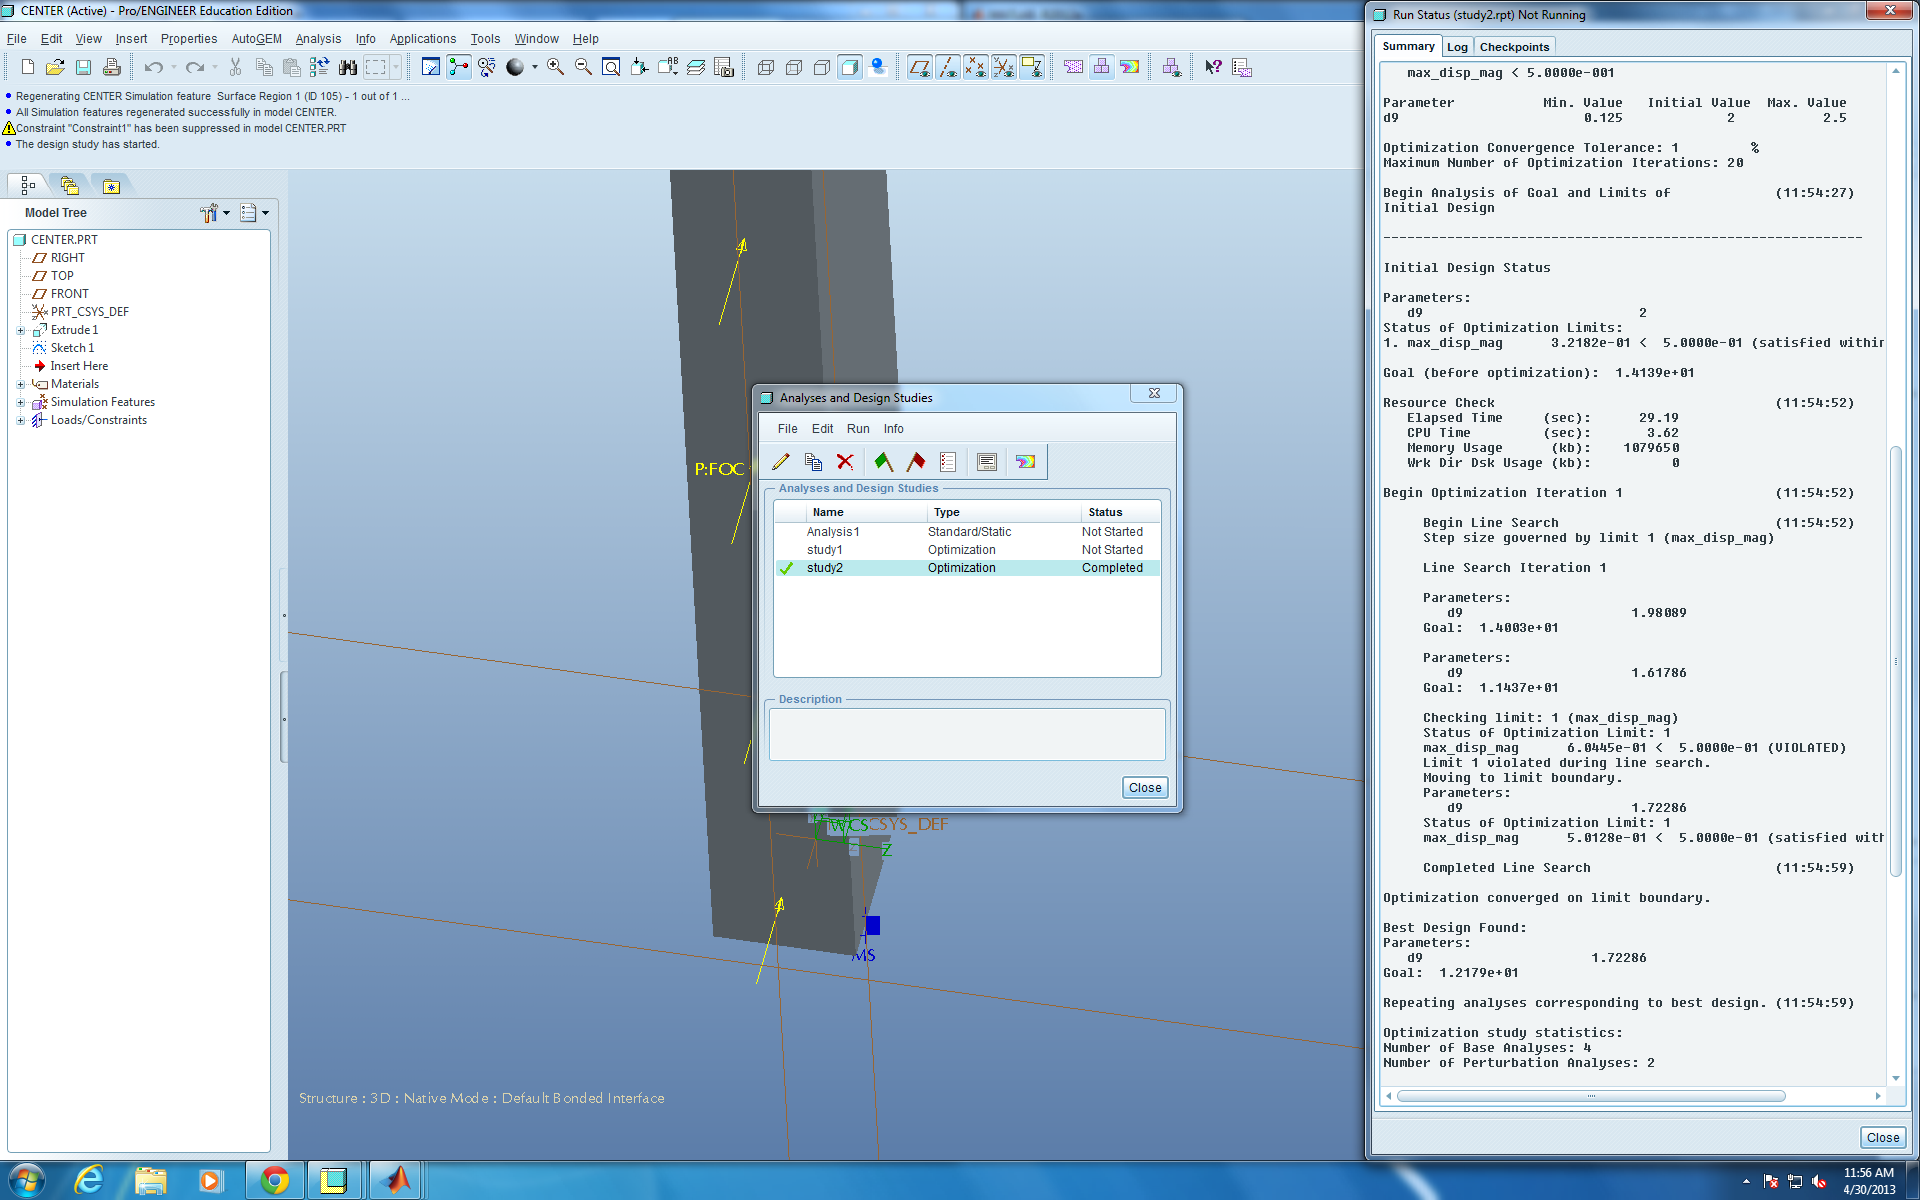 CENTER (Active) - Pro/ENGINEER Education Edition
File Edit View Insert Properties AutoGEM Analysis Info Applications Tools Window Help
Regenerating CENTER Simulation feature  Surface Region 1 (ID 105) - 1 out of 1 ...
All Simulation features regenerated successfully in model CENTER.
Constraint "Constraint1" has been suppressed in model CENTER.PRT
The design study has started.
Model Tree
CENTER.PRT
RIGHT
TOP
FRONT
PRT_CSYS_DEF
Extrude 1
Sketch 1
Insert Here
Materials
Simulation Features
Loads/Constraints
P:FOC
WCS
CSYS_DEF
Z
MS
Structure : 3D : Native Mode : Default Bonded Interface
Analyses and Design Studies
File Edit Run Info
Analyses and Design Studies
Name Type Status
Analysis1 Standard/Static Not Started
study1 Optimization Not Started
study2 Optimization Completed
Description
Close
Run Status (study2.rpt) Not Running
Summary Log Checkpoints
max_disp_mag < 5.0000e-001
Parameter Min. Value Initial Value Max. Value
d9 0.125 2 2.5
Optimization Convergence Tolerance: 1 %
Maximum Number of Optimization Iterations: 20
Begin Analysis of Goal and Limits of (11:54:27)
Initial Design
Initial Design Status
Parameters:
d9 2
Status of Optimization Limits:
1. max_disp_mag 3.2182e-01 < 5.0000e-01 (satisfied within
Goal (before optimization): 1.4139e+01
Resource Check (11:54:52)
Elapsed Time (sec): 29.19
CPU Time (sec): 3.62
Memory Usage (kb): 1079650
Wrk Dir Dsk Usage (kb): 0
Begin Optimization Iteration 1 (11:54:52)
Begin Line Search (11:54:52)
Step size governed by limit 1 (max_disp_mag)
Line Search Iteration 1
Parameters:
d9 1.98089
Goal: 1.4003e+01
Parameters:
d9 1.61786
Goal: 1.1437e+01
Checking limit: 1 (max_disp_mag)
Status of Optimization Limit: 1
max_disp_mag 6.0445e-01 < 5.0000e-01 (VIOLATED)
Limit 1 violated during line search.
Moving to limit boundary.
Parameters:
d9 1.72286
Status of Optimization Limit: 1
max_disp_mag 5.0128e-01 < 5.0000e-01 (satisfied with
Completed Line Search (11:54:59)
Optimization converged on limit boundary.
Best Design Found:
Parameters:
d9 1.72286
Goal: 1.2179e+01
Repeating analyses corresponding to best design. (11:54:59)
Optimization study statistics:
Number of Base Analyses: 4
Number of Perturbation Analyses: 2
Close
11:56 AM
4/30/2013